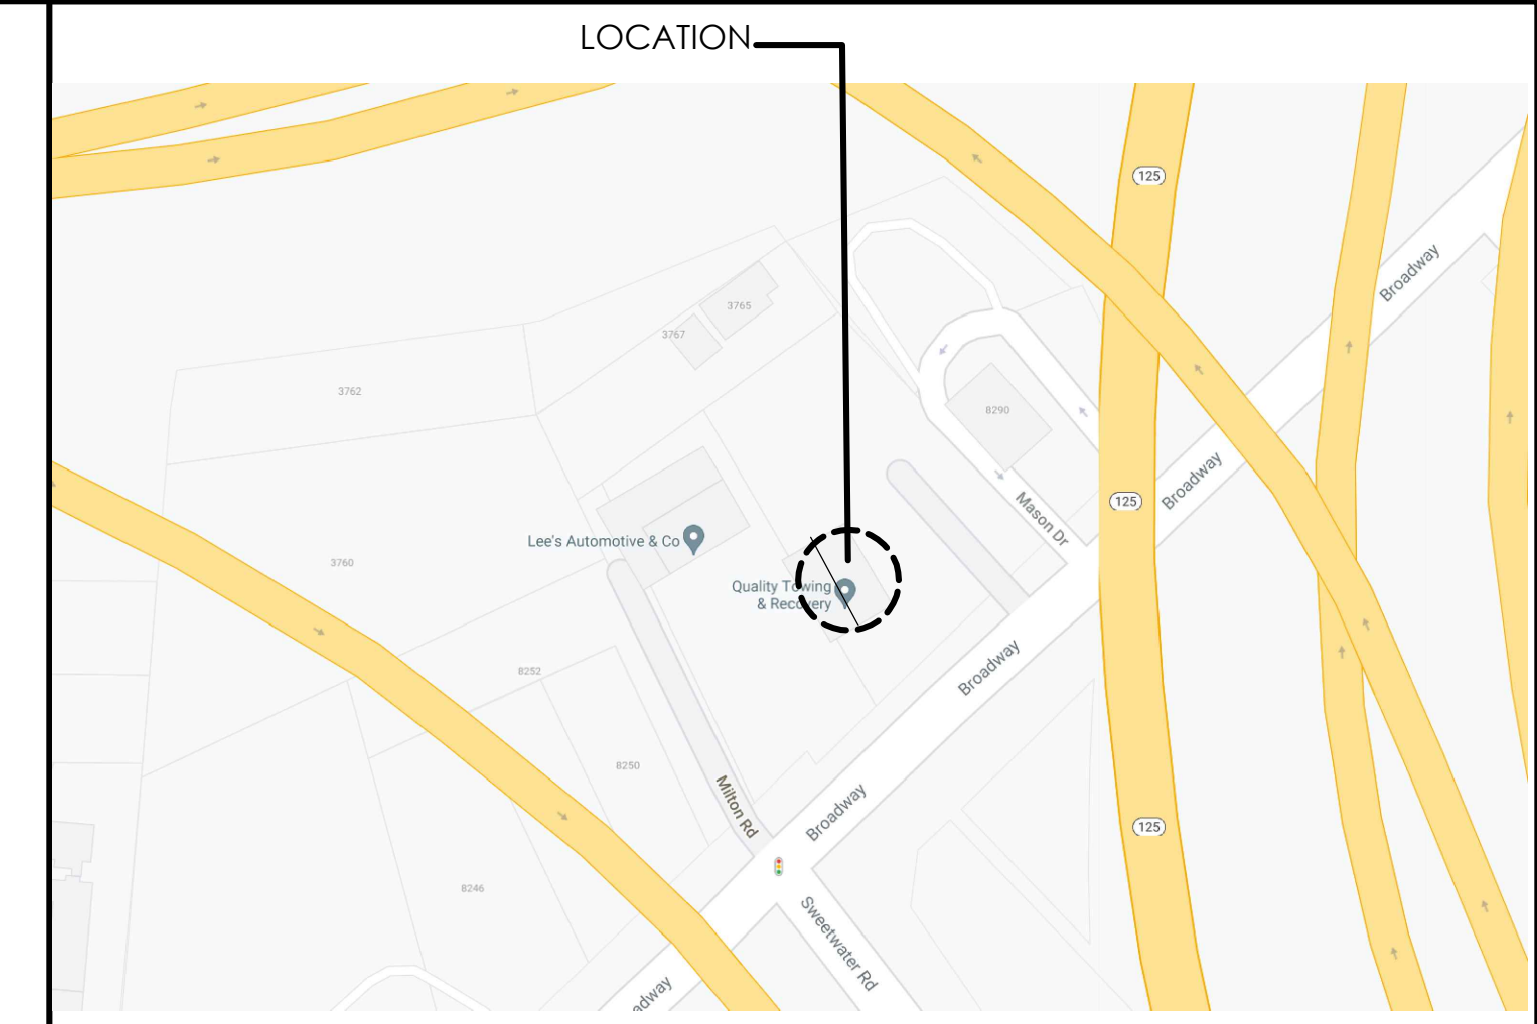 LOCATION
125
Broadway
3765
3767
3762
8290
Broadway
125
Mason Dr
Lee's Automotive & Co
3760
Quality Towing
& Recovery
Broadway
8252
8250
Milton Rd
Broadway
125
8246
Sweetwater Rd
adway